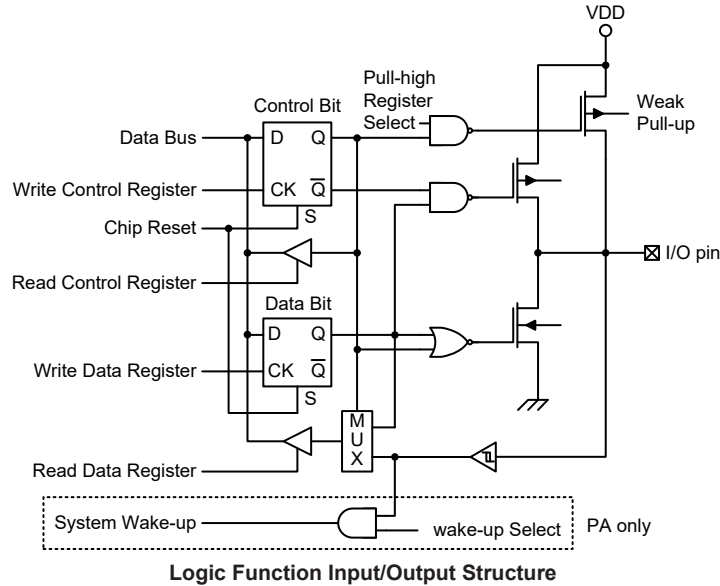 VDD
Pull-high
Register
Select
Weak
Pull-up
Control Bit
Data Bus
D
Q
Write Control Register
CK
Q̅
Chip Reset
S
I/O pin
Read Control Register
Data Bit
D
Q
Write Data Register
CK
Q̅
S
M
U
X
Read Data Register
System Wake-up
wake-up Select
PA only
Logic Function Input/Output Structure